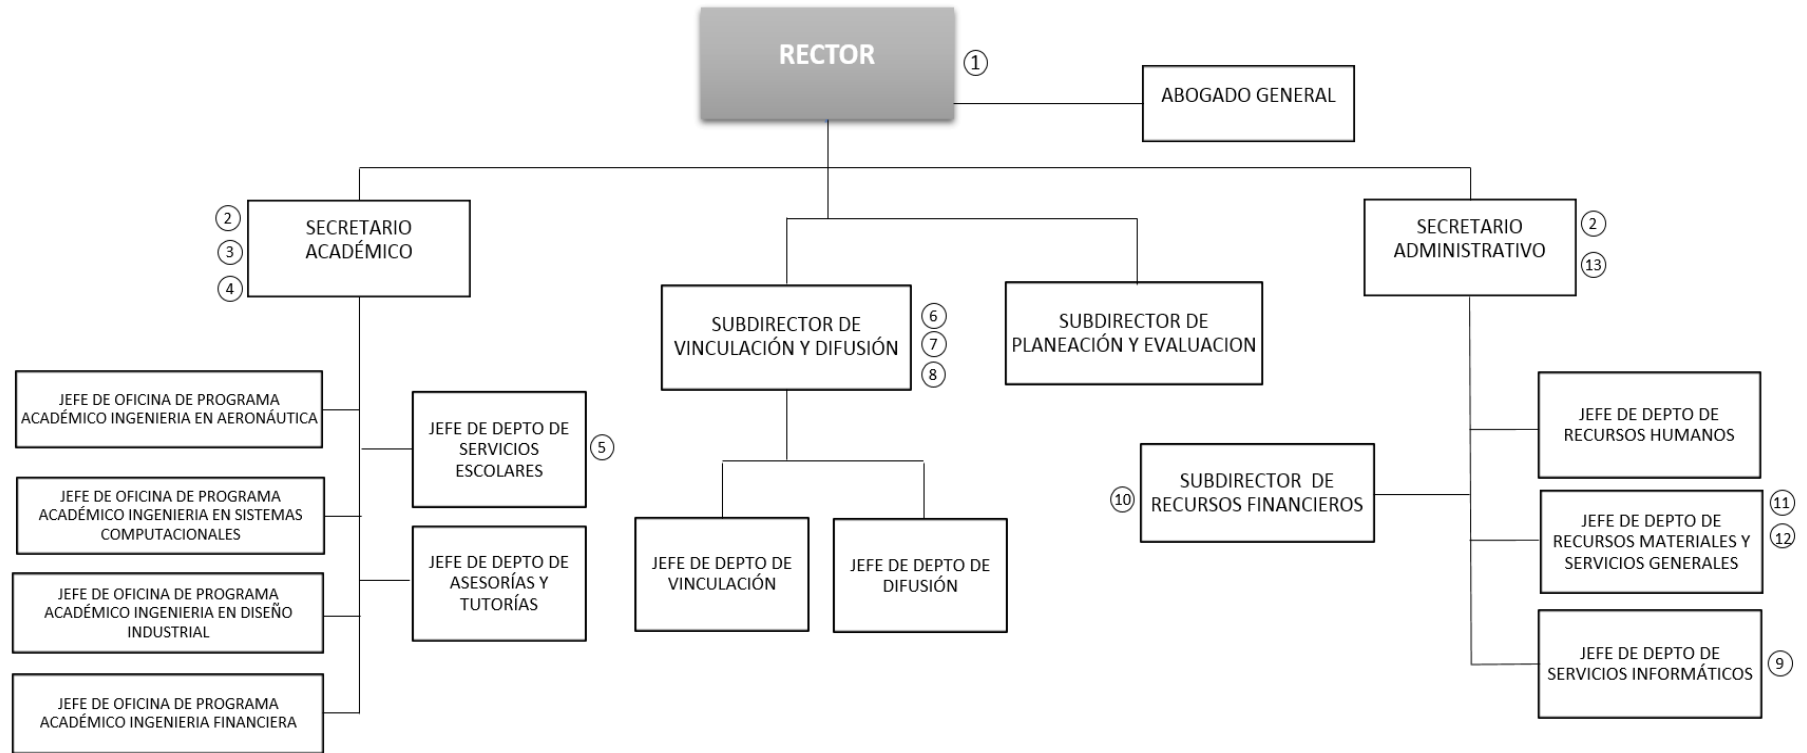 RECTOR
1
ABOGADO GENERAL
2
3
4
SECRETARIO
ACADÉMICO
SECRETARIO
ADMINISTRATIVO
2
13
SUBDIRECTOR DE
VINCULACIÓN Y DIFUSIÓN
6
7
8
SUBDIRECTOR DE
PLANEACIÓN Y EVALUACION
JEFE DE OFICINA DE PROGRAMA
ACADÉMICO INGENIERIA EN AERONÁUTICA
JEFE DE OFICINA DE PROGRAMA
ACADÉMICO INGENIERIA EN SISTEMAS
COMPUTACIONALES
JEFE DE OFICINA DE PROGRAMA
ACADÉMICO INGENIERIA EN DISEÑO
INDUSTRIAL
JEFE DE OFICINA DE PROGRAMA
ACADÉMICO INGENIERIA FINANCIERA
JEFE DE DEPTO DE
SERVICIOS
ESCOLARES
5
JEFE DE DEPTO DE
ASESORÍAS Y
TUTORÍAS
JEFE DE DEPTO DE
VINCULACIÓN
JEFE DE DEPTO DE
DIFUSIÓN
10
SUBDIRECTOR DE
RECURSOS FINANCIEROS
JEFE DE DEPTO DE
RECURSOS HUMANOS
JEFE DE DEPTO DE
RECURSOS MATERIALES Y
SERVICIOS GENERALES
11
12
JEFE DE DEPTO DE
SERVICIOS INFORMÁTICOS
9